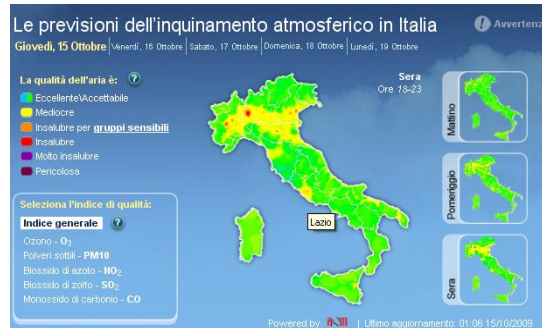 Le previsioni dell'inquinamento atmosferico in Italia
Avvertenz
Giovedì, 15 Ottobre Venerdì, 16 Ottobre Sabato, 17 Ottobre Domenica, 18 Ottobre Lunedì, 19 Ottobre
La qualità dell'aria è: ?
Eccellente\Accettabile
Mediocre
Insalubre per gruppi sensibili
Insalubre
Molto insalubre
Pericolosa
Seleziona l'indice di qualità:
Indice generale ?
Ozono - O3
Polveri sottili - PM10
Biossido di azoto - NO2
Biossido di zolfo - SO2
Monossido di carbonio - CO
Sera
Ore 18-23
Lazio
Mattino
Pomeriggio
Sera
Powered by | Ultimo aggiornamento: 01:06 15/10/2009